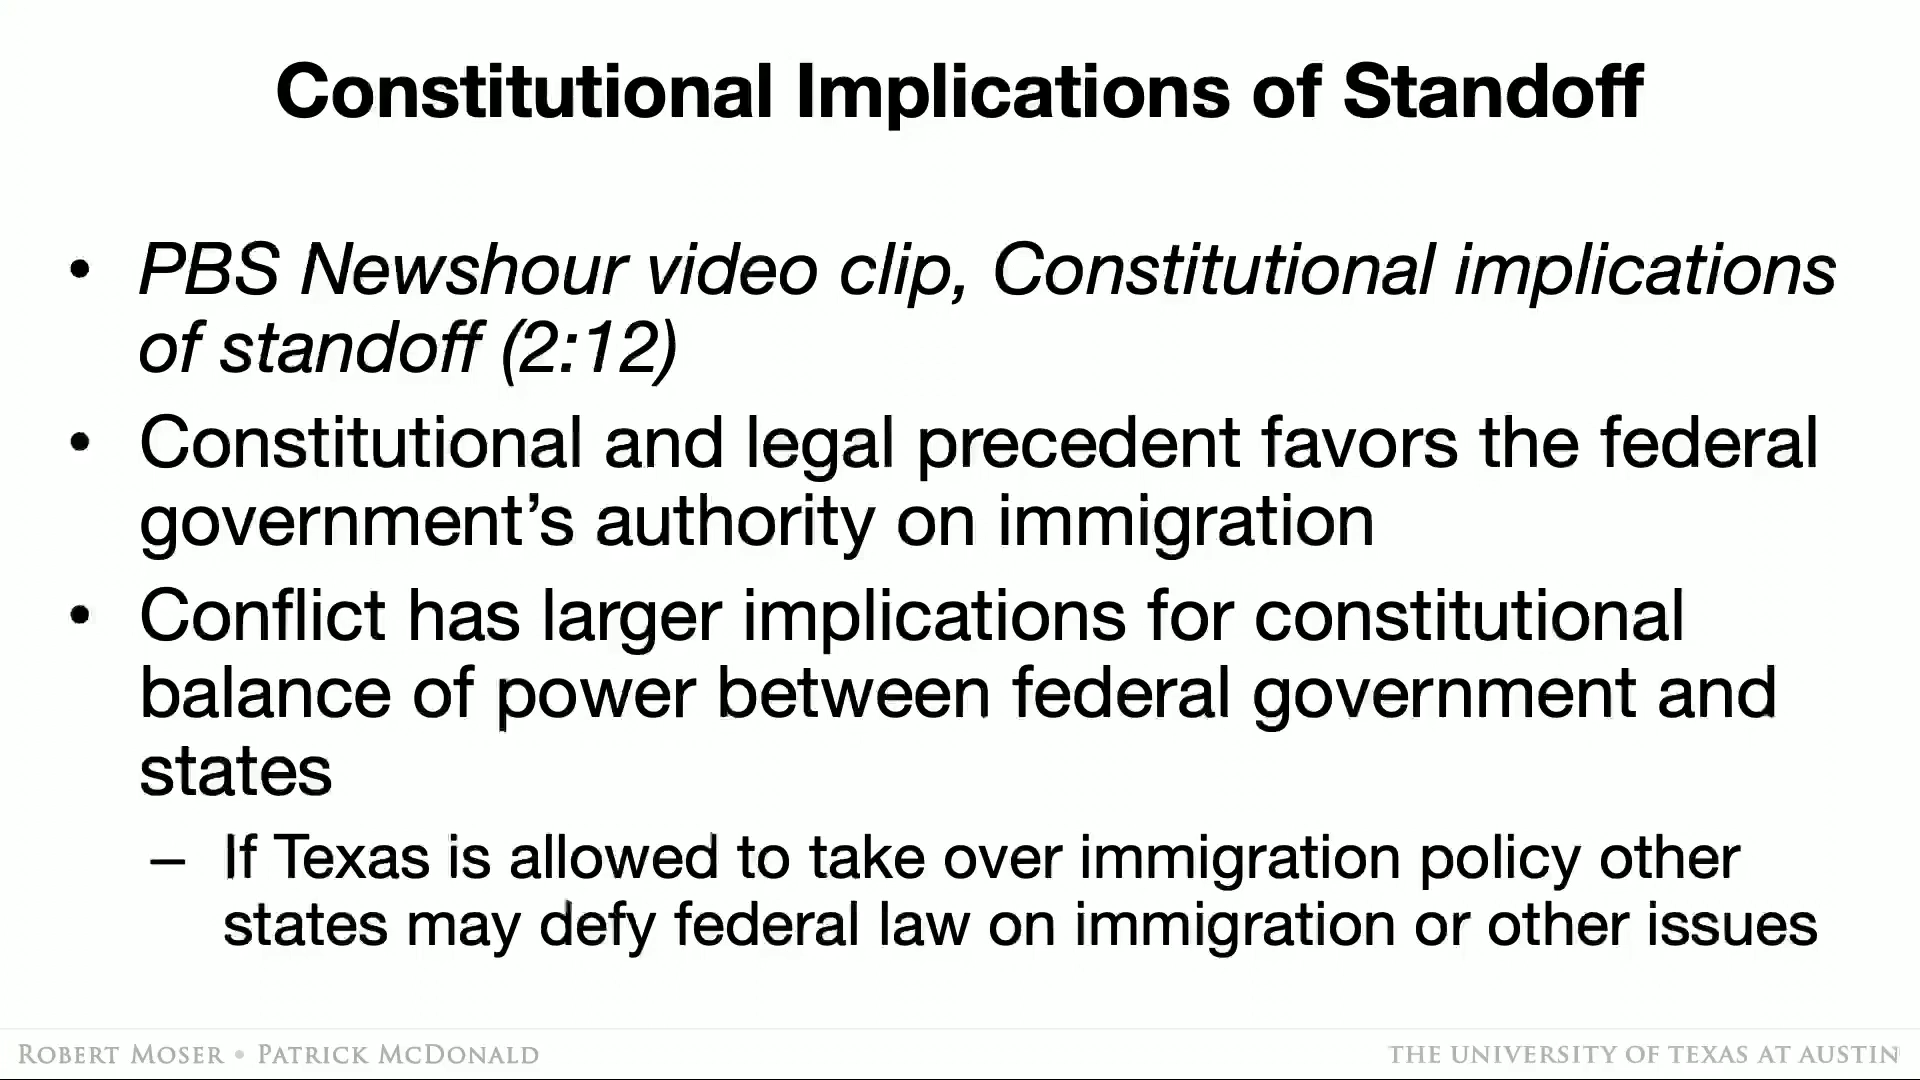 Constitutional Implications of Standoff
• PBS Newshour video clip, Constitutional implications
of standoff (2:12)
• Constitutional and legal precedent favors the federal
government’s authority on immigration
• Conflict has larger implications for constitutional
balance of power between federal government and
states
– If Texas is allowed to take over immigration policy other
states may defy federal law on immigration or other issues
ROBERT MOSER • PATRICK MCDONALD
THE UNIVERSITY OF TEXAS AT AUSTIN